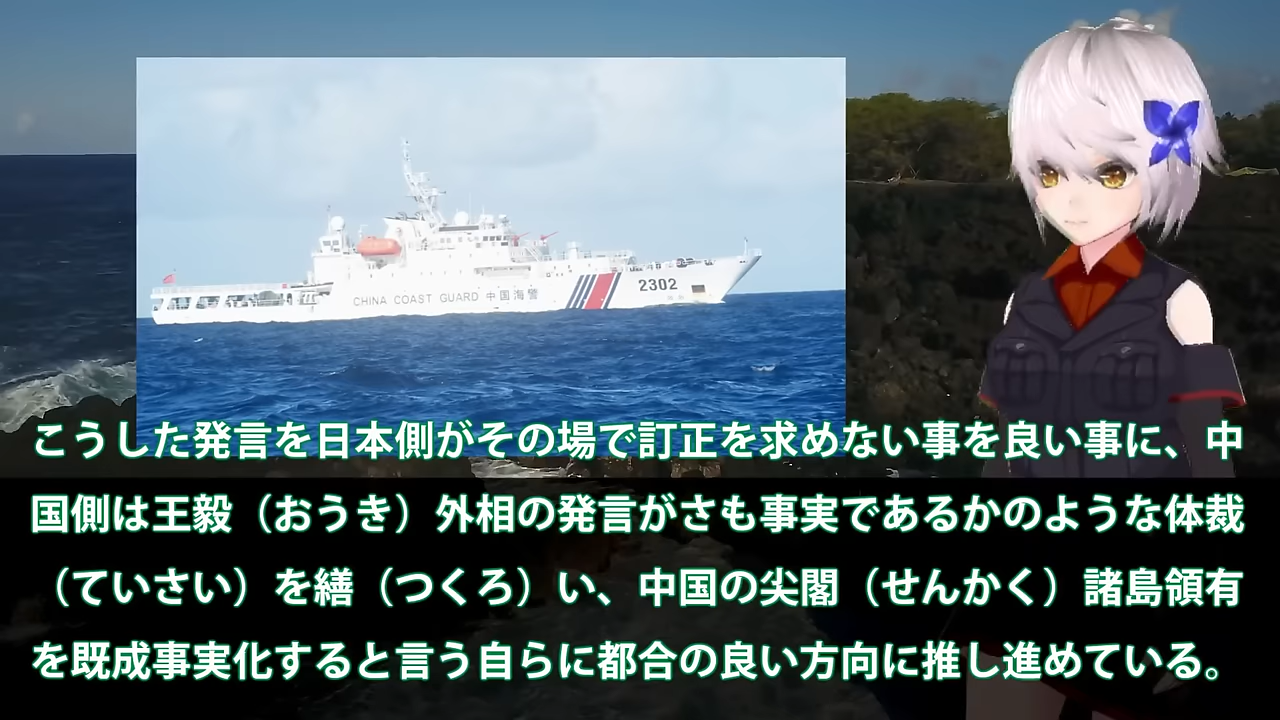 CHINA COAST GUARD 中国海警
2302
こうした発言を日本側がその場で訂正を求めない事を良い事に、中
国側は王毅（おうき）外相の発言がさも事実であるかのような体裁
（ていさい）を繕（つくろ）い、中国の尖閣（せんかく）諸島領有
を既成事実化すると言う自らに都合の良い方向に推し進めている。